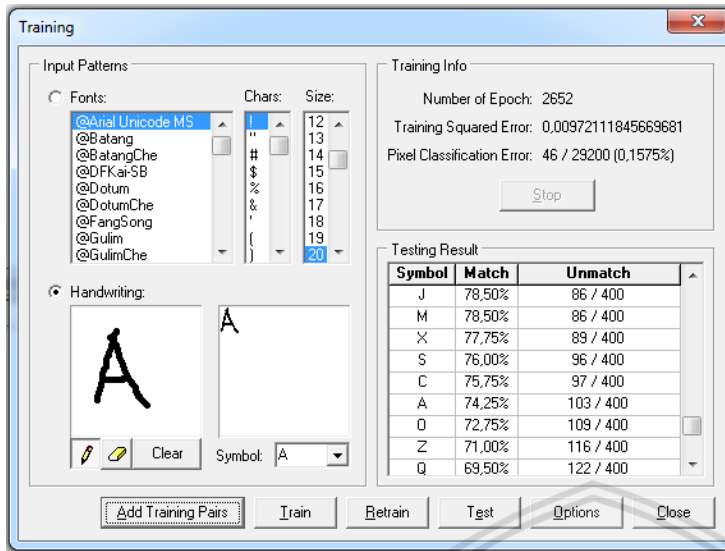 Training
Input Patterns
Fonts:
Chars:
Size:
@Arial Unicode MS
@Batang
@BatangChe
@DFKai-SB
@Dotum
@DotumChe
@FangSong
@Gulim
@GulimChe
!
"
#
$
%
&
'
(
)
12
13
14
15
16
17
18
19
20
Handwriting:
A
A
Clear
Symbol: A
Training Info
Number of Epoch: 2652
Training Squared Error: 0,00972111845669681
Pixel Classification Error: 46 / 29200 (0,1575%)
Stop
Testing Result
Symbol Match Unmatch
J 78,50% 86 / 400
M 78,50% 86 / 400
X 77,75% 89 / 400
S 76,00% 96 / 400
C 75,75% 97 / 400
A 74,25% 103 / 400
O 72,75% 109 / 400
Z 71,00% 116 / 400
Q 69,50% 122 / 400
Add Training Pairs Train Retrain Test Options Close